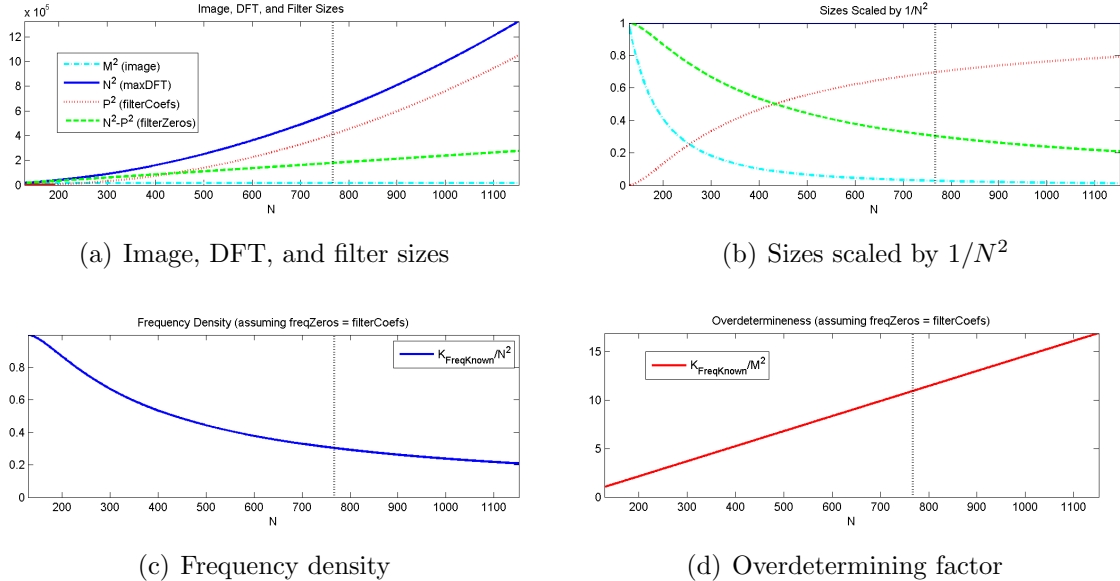 Image, DFT, and Filter Sizes
x 10^5
12
10
8
6
4
2
0
M^2 (image)
N^2 (maxDFT)
P^2 (filterCoefs)
N^2-P^2 (filterZeros)
200 300 400 500 600 700 800 900 1000 1100
N
(a) Image, DFT, and filter sizes
Sizes Scaled by 1/N^2
1
0.8
0.6
0.4
0.2
0
200 300 400 500 600 700 800 900 1000 1100
N
(b) Sizes scaled by 1/N^2
Frequency Density (assuming freqZeros = filterCoefs)
0.8
0.6
0.4
0.2
0
K_FreqKnown/N^2
200 300 400 500 600 700 800 900 1000 1100
N
(c) Frequency density
Overdetermineness (assuming freqZeros = filterCoefs)
15
10
5
0
K_FreqKnown/M^2
200 300 400 500 600 700 800 900 1000 1100
N
(d) Overdetermining factor